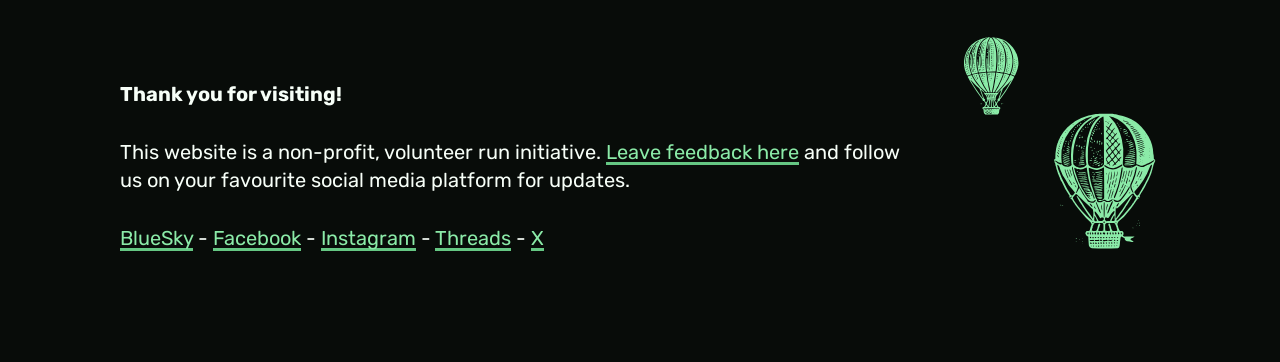 Thank you for visiting!
This website is a non-profit, volunteer run initiative. Leave feedback here and follow
us on your favourite social media platform for updates.
BlueSky - Facebook - Instagram - Threads - X